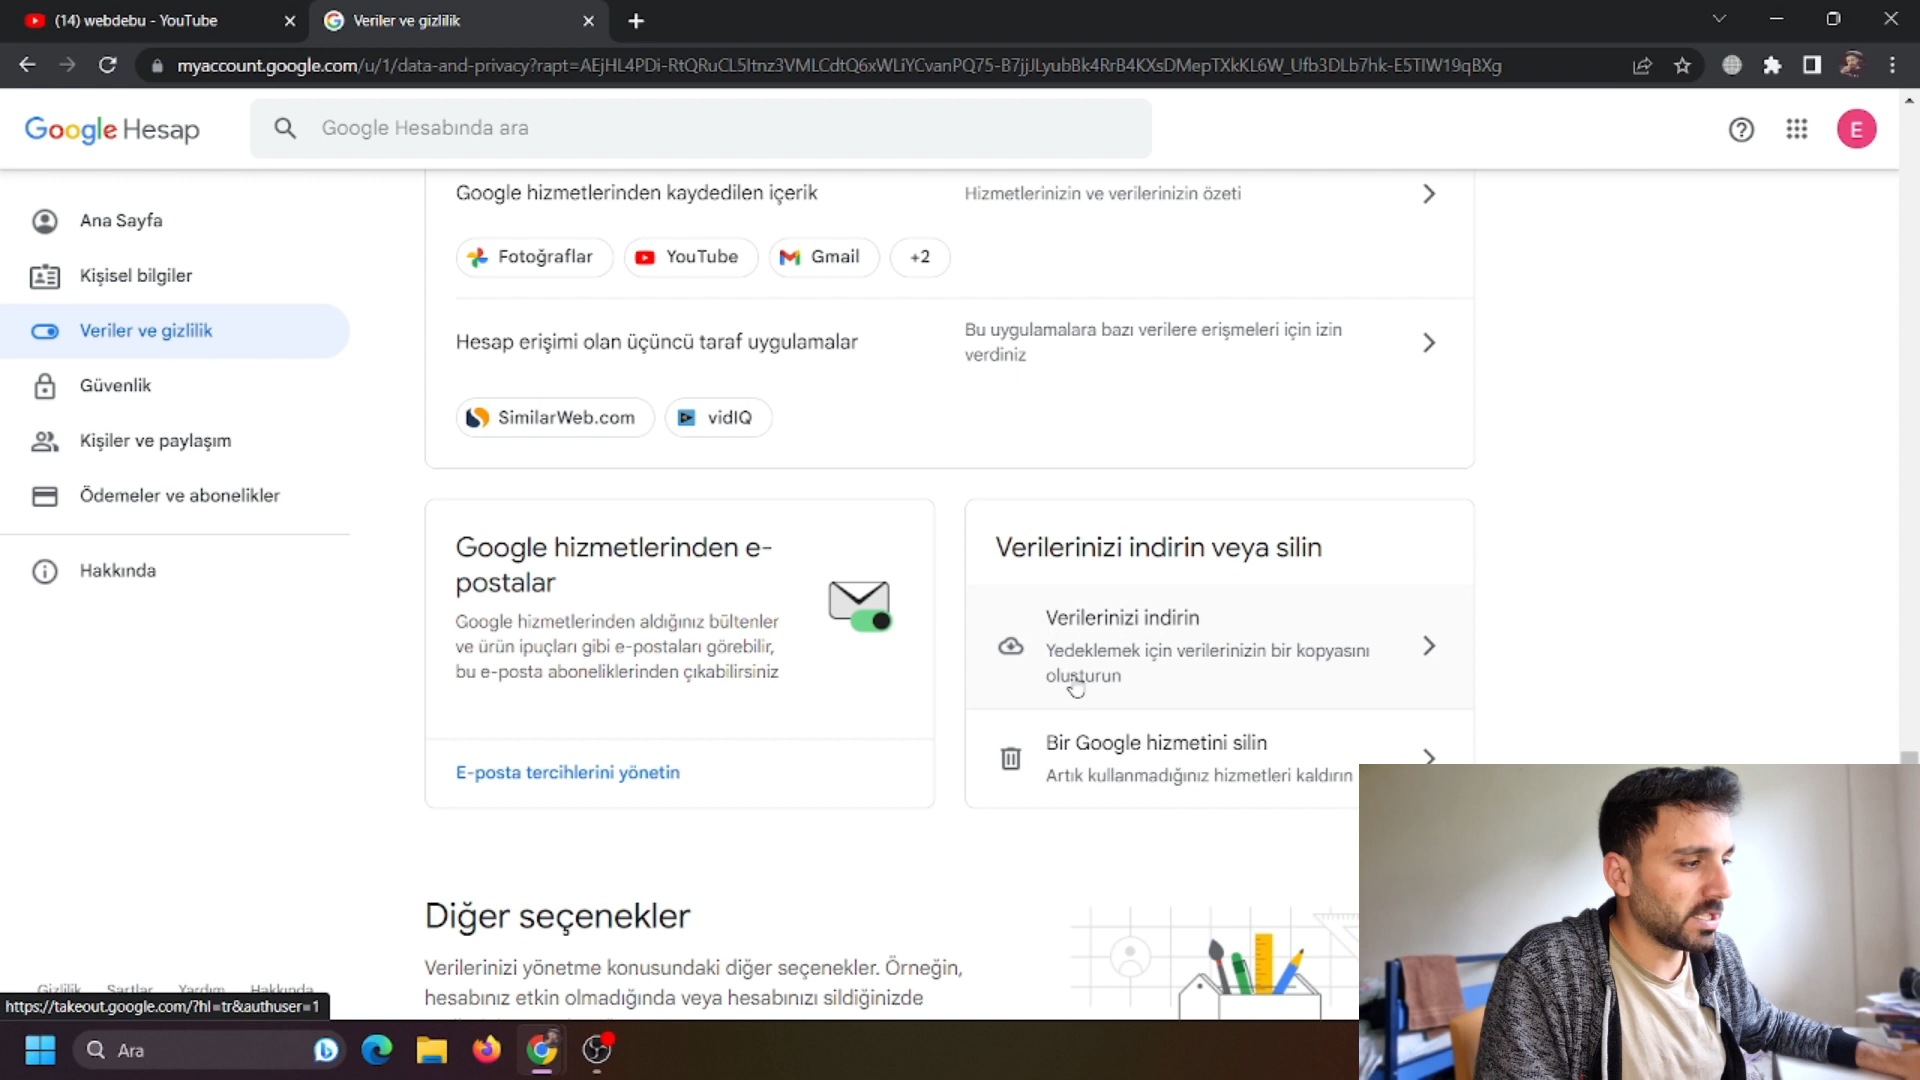 (14) webdebu - YouTube
Veriler ve gizlilik
myaccount.google.com/u/1/data-and-privacy?rapt=AEjHL4PDi-RtQRuCL5Itnz3VMLCdtQ6xWLiYCvanPQ75-B7jjJLyubBk4RrB4KXsDMepTXkKL6W_Ufb3DLb7hk-E5TIW19qBXg
Google Hesap
Google Hesabında ara
E
Ana Sayfa
Kişisel bilgiler
Veriler ve gizlilik
Güvenlik
Kişiler ve paylaşım
Ödemeler ve abonelikler
Hakkında
Google hizmetlerinden kaydedilen içerik
Hizmetlerinizin ve verilerinizin özeti
Fotoğraflar
YouTube
Gmail
+2
Hesap erişimi olan üçüncü taraf uygulamalar
Bu uygulamalara bazı verilere erişmeleri için izin
verdiniz
SimilarWeb.com
vidIQ
Google hizmetlerinden e-
postalar
Google hizmetlerinden aldığınız bültenler
ve ürün ipuçları gibi e-postaları görebilir,
bu e-posta aboneliklerinden çıkabilirsiniz
E-posta tercihlerini yönetin
Verilerinizi indirin veya silin
Verilerinizi indirin
Yedeklemek için verilerinizin bir kopyasını
oluşturun
Bir Google hizmetini silin
Artık kullanmadığınız hizmetleri kaldırın
Diğer seçenekler
Verilerinizi yönetme konusundaki diğer seçenekler. Örneğin,
hesabınız etkin olmadığında veya hesabınızı sildiğinizde
Gizlilik Şartlar Yardım Hakkında
https://takeout.google.com/?hl=tr&authuser=1
Ara